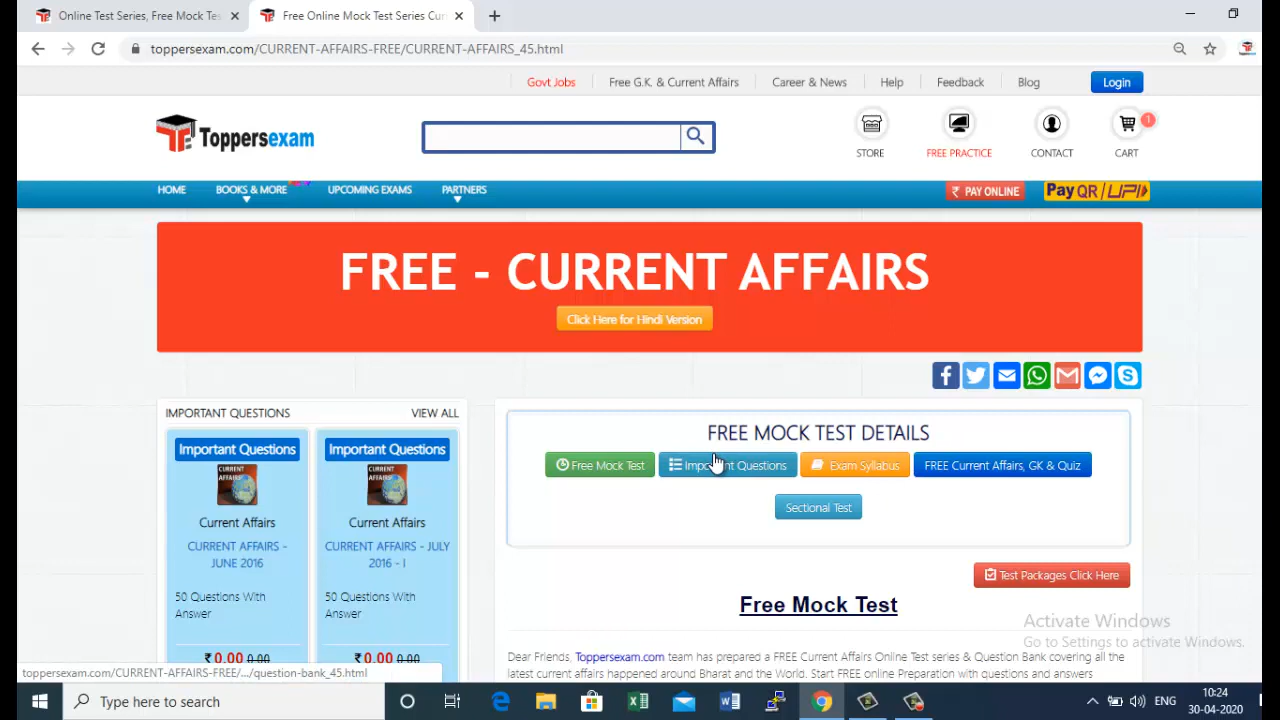 Online Test Series, Free Mock Tes
Free Online Mock Test Series Cur
toppersexam.com/CURRENT-AFFAIRS-FREE/CURRENT-AFFAIRS_45.html
Govt Jobs Free G.K. & Current Affairs Career & News Help Feedback Blog Login
Toppersexam
1
STORE FREE PRACTICE CONTACT CART
HOME BOOKS & MORE UPCOMING EXAMS PARTNERS
₹ PAY ONLINE Pay QR/UPI
FREE - CURRENT AFFAIRS
Click Here for Hindi Version
IMPORTANT QUESTIONS VIEW ALL
Important Questions
CURRENT AFFAIRS
Current Affairs
CURRENT AFFAIRS -
JUNE 2016
50 Questions With
Answer
₹ 0.00 0.00
Important Questions
CURRENT AFFAIRS
Current Affairs
CURRENT AFFAIRS - JULY
2016 - I
50 Questions With
Answer
₹ 0.00 0.00
FREE MOCK TEST DETAILS
Free Mock Test Important Questions Exam Syllabus FREE Current Affairs, GK & Quiz
Sectional Test
Test Packages Click Here
Free Mock Test
Dear Friends, Toppersexam.com team has prepared a FREE Current Affairs Online Test series & Question Bank covering all the
latest current affairs happened around Bharat and the World. Start FREE online Preparation with questions and answers
Activate Windows
Go to Settings to activate Windows.
toppersexam.com/CURRENT-AFFAIRS-FREE/.../question-bank_45.html
Type here to search
ENG
10:24
30-04-2020